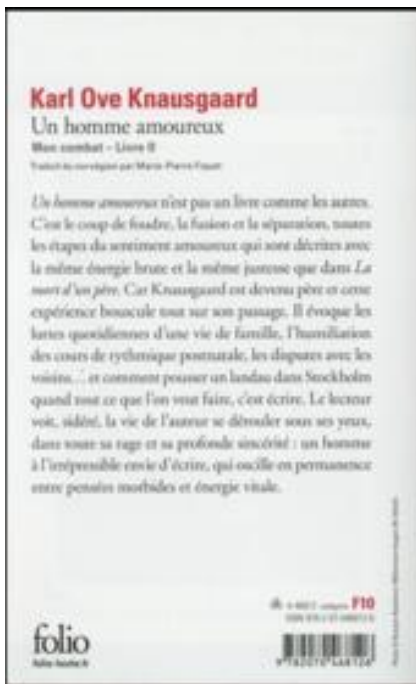 Karl Ove Knausgaard
Un homme amoureux
Mon combat – Livre II
Traduit du norvégien par Marie-Pierre Fiquet
Un homme amoureux n'est pas un livre comme les autres.
C'est le coup de foudre, la fusion et la séparation, toutes
les étapes du sentiment amoureux qui sont décrites avec
la même énergie brute et la même justesse que dans La
mort d'un père. Car Knausgaard est devenu père et cette
expérience bouscule tout sur son passage. Il évoque les
luttes quotidiennes d'une vie de famille, l'humiliation
des cours de rythmique postnatale, les disputes avec les
voisins... et comment pousser un landau dans Stockholm
quand tout ce que l'on veut faire, c'est écrire. Le lecteur
voit, sidéré, la vie de l'auteur se dérouler sous ses yeux,
dans toute sa rage et sa profonde sincérité : un homme
à l'irrépressible envie d'écrire, qui oscille en permanence
entre pensées morbides et énergie vitale.
catégorie F10
folio
folio-lesite.fr